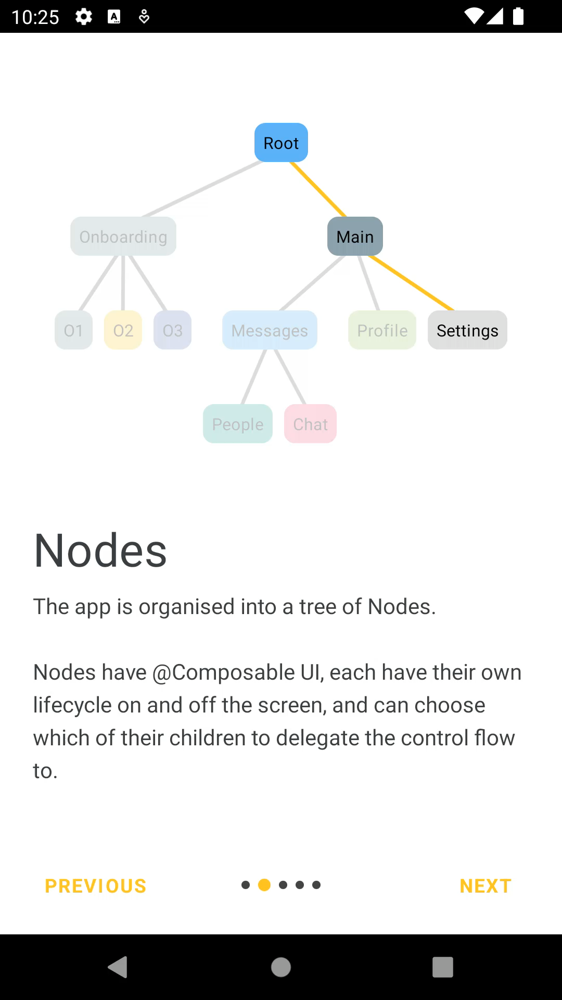 10:25
Root
Onboarding
Main
O1
O2
O3
Messages
Profile
Settings
People
Chat
Nodes
The app is organised into a tree of Nodes.
Nodes have @Composable UI, each have their own
lifecycle on and off the screen, and can choose
which of their children to delegate the control flow
to.
PREVIOUS
NEXT